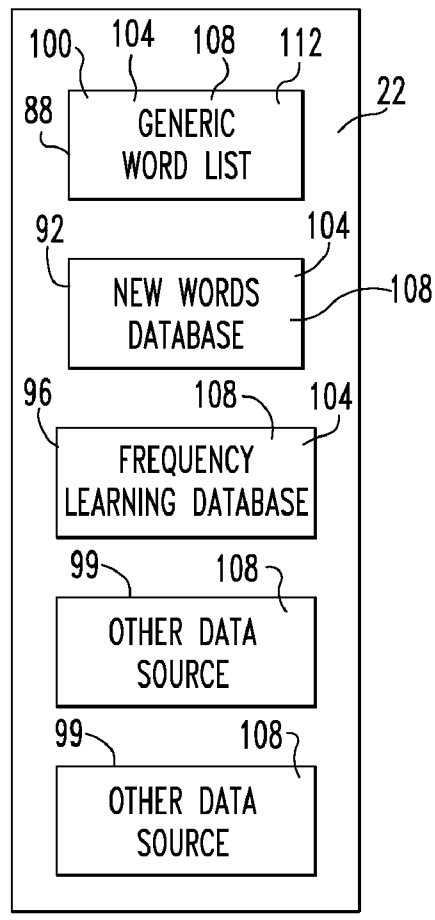 100 104 108 112
88 22
GENERIC
WORD LIST
92 104
NEW WORDS
DATABASE
108
96 108 104
FREQUENCY
LEARNING DATABASE
99 108
OTHER DATA
SOURCE
99 108
OTHER DATA
SOURCE